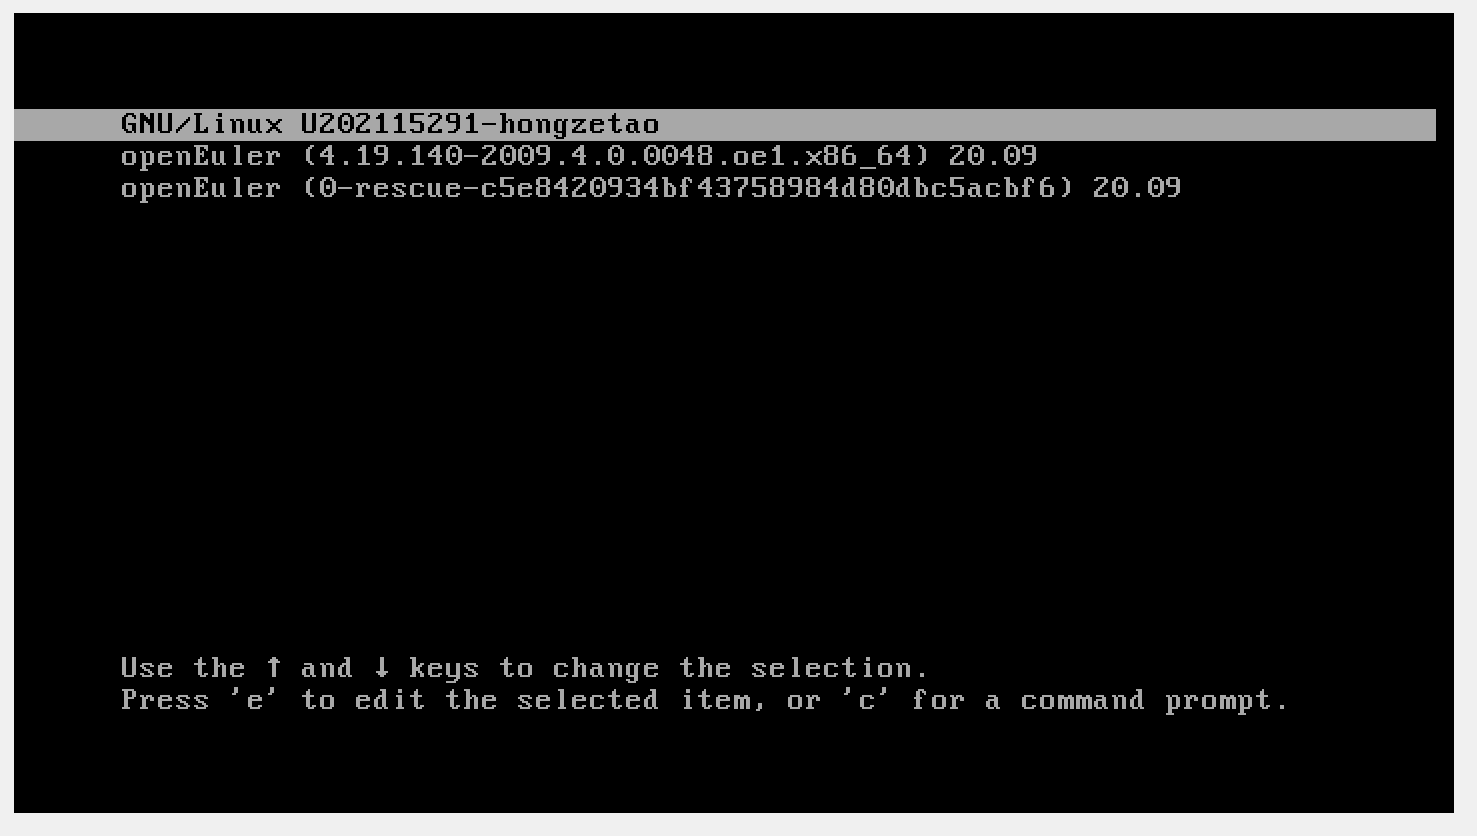 GNU/Linux U202115291-hongzetao
openEuler (4.19.140-2009.4.0.0048.oe1.x86_64) 20.09
openEuler (0-rescue-c5e8420934bf43758984d80dbc5acbf6) 20.09
Use the ↑ and ↓ keys to change the selection.
Press 'e' to edit the selected item, or 'c' for a command prompt.